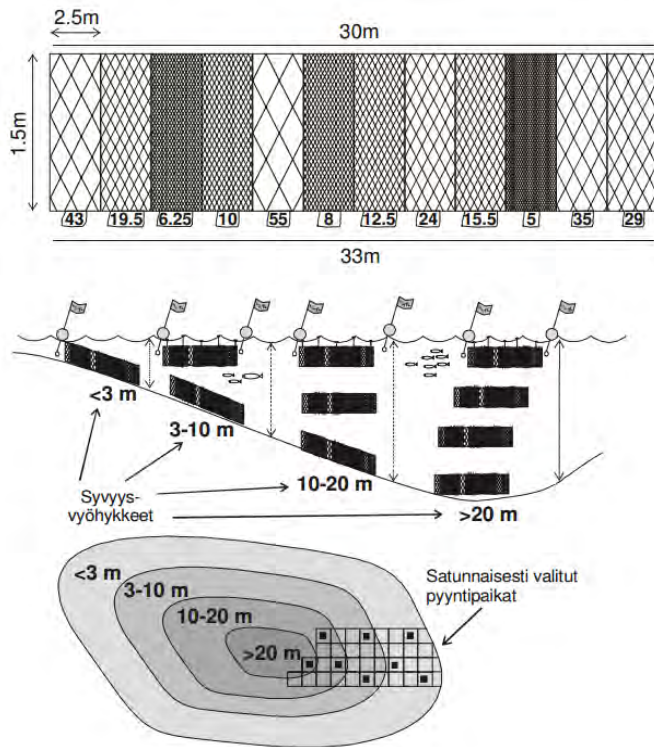 2.5m
30m
1.5m
43 19.5 6.25 10 55 8 12.5 24 15.5 5 35 29
33m
<3 m
3-10 m
10-20 m
>20 m
Syvyys-
vyöhykkeet
<3 m
3-10 m
10-20 m
>20 m
Satunnaisesti valitut
pyyntipaikat